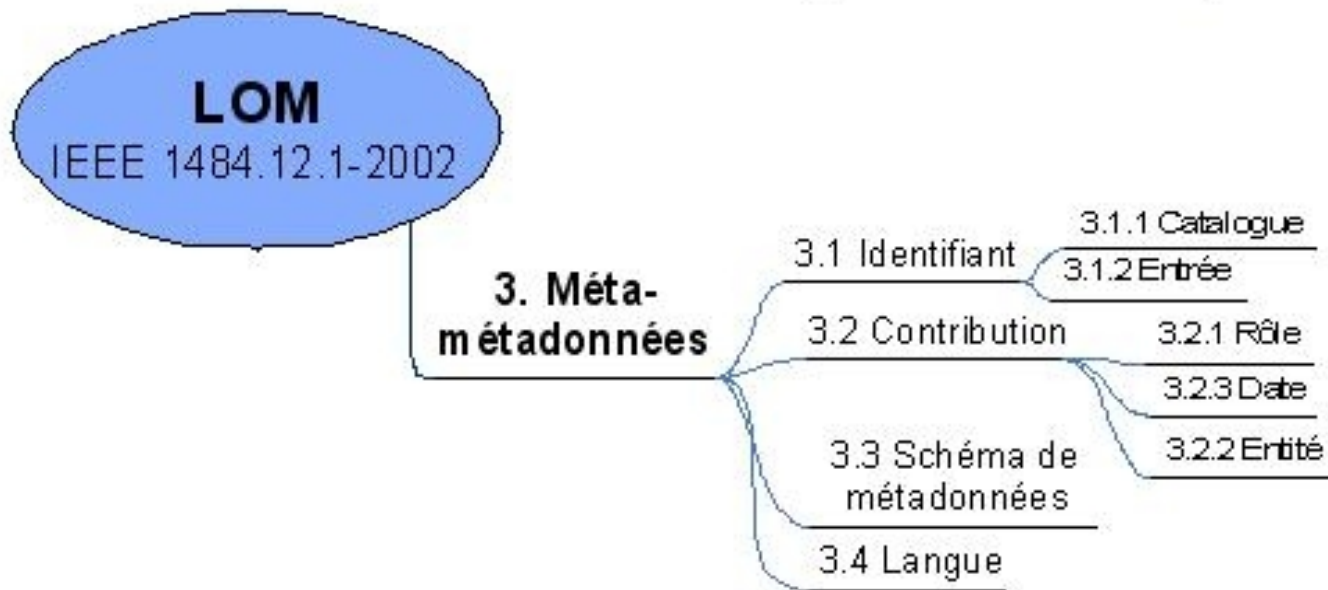 LOM
IEEE 1484.12.1-2002
3. Méta-
métadonnées
3.1 Identifiant
3.1.1 Catalogue
3.1.2 Entrée
3.2 Contribution
3.2.1 Rôle
3.2.3 Date
3.2.2 Entité
3.3 Schéma de
métadonnées
3.4 Langue